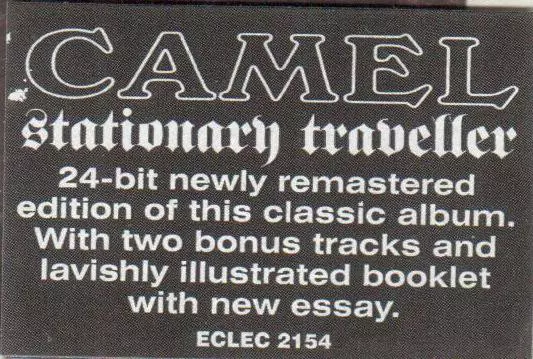 CAMEL
stationary traveller
24-bit newly remastered
edition of this classic album.
With two bonus tracks and
lavishly illustrated booklet
with new essay.
ECLEC 2154